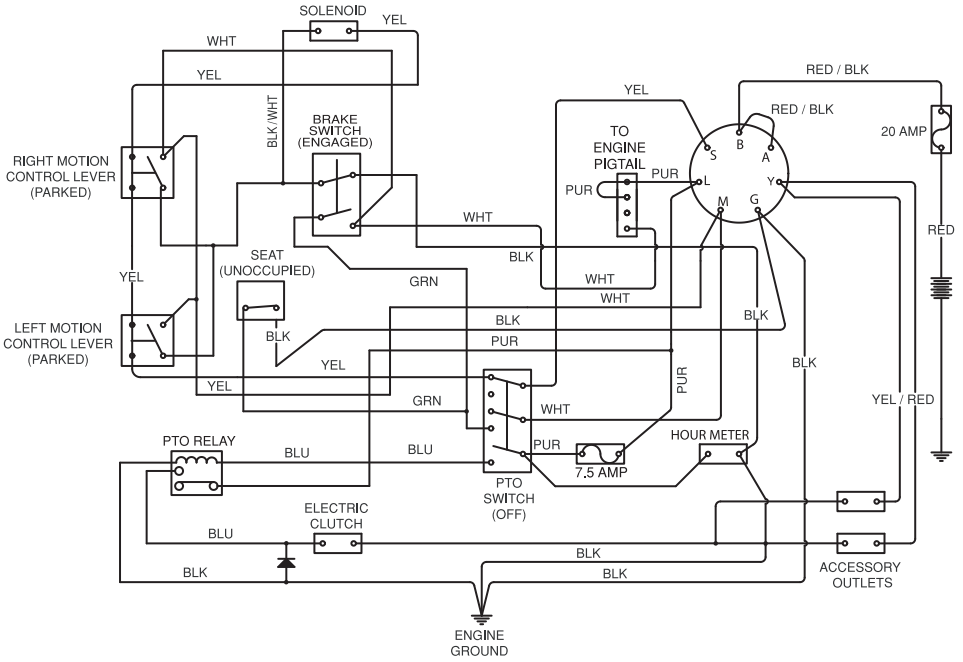 SOLENOID
YEL
WHT
YEL
BLK / WHT
BRAKE
SWITCH
(ENGAGED)
RIGHT MOTION
CONTROL LEVER
(PARKED)
YEL
TO
ENGINE
PIGTAIL
PUR
PUR
S
B
A
L
Y
M
G
RED / BLK
RED / BLK
20 AMP
RED
WHT
BLK
WHT
WHT
SEAT
(UNOCCUPIED)
GRN
YEL
BLK
BLK
BLK
PUR
LEFT MOTION
CONTROL LEVER
(PARKED)
YEL
YEL
PUR
BLK
YEL / RED
GRN
WHT
PTO RELAY
BLU
BLU
PUR
7.5 AMP
HOUR METER
PTO
SWITCH
(OFF)
ELECTRIC
CLUTCH
BLU
BLK
BLK
BLK
ACCESSORY
OUTLETS
ENGINE
GROUND